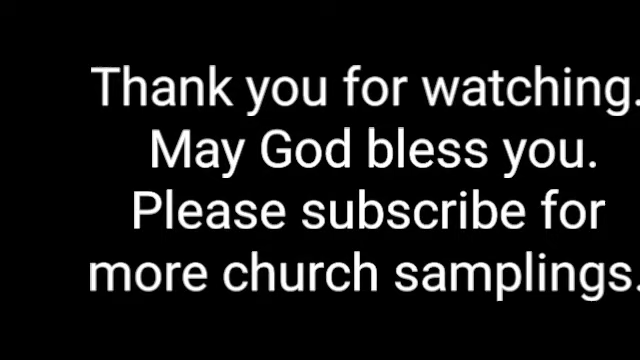 Thank you for watching.
May God bless you.
Please subscribe for
more church samplings.